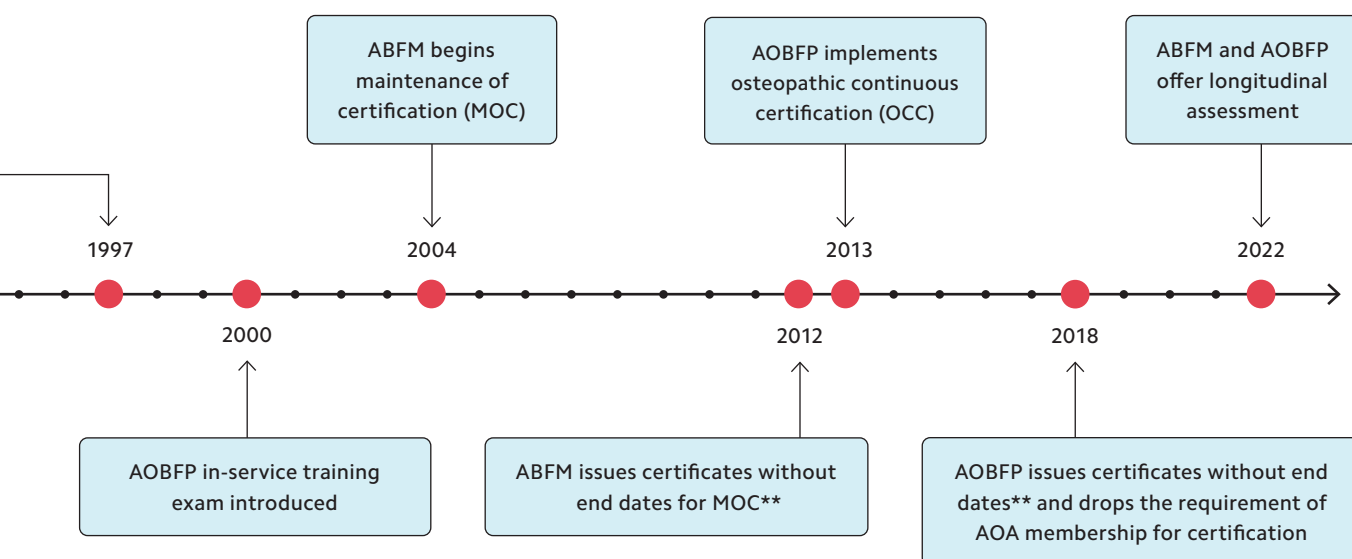 ABFM begins
maintenance of
certification (MOC)
AOBFP implements
osteopathic continuous
certification (OCC)
ABFM and AOBFP
offer longitudinal
assessment
1997
2004
2013
2022
2000
2012
2018
AOBFP in-service training
exam introduced
ABFM issues certificates without
end dates for MOC**
AOBFP issues certificates without end
dates** and drops the requirement of
AOA membership for certification